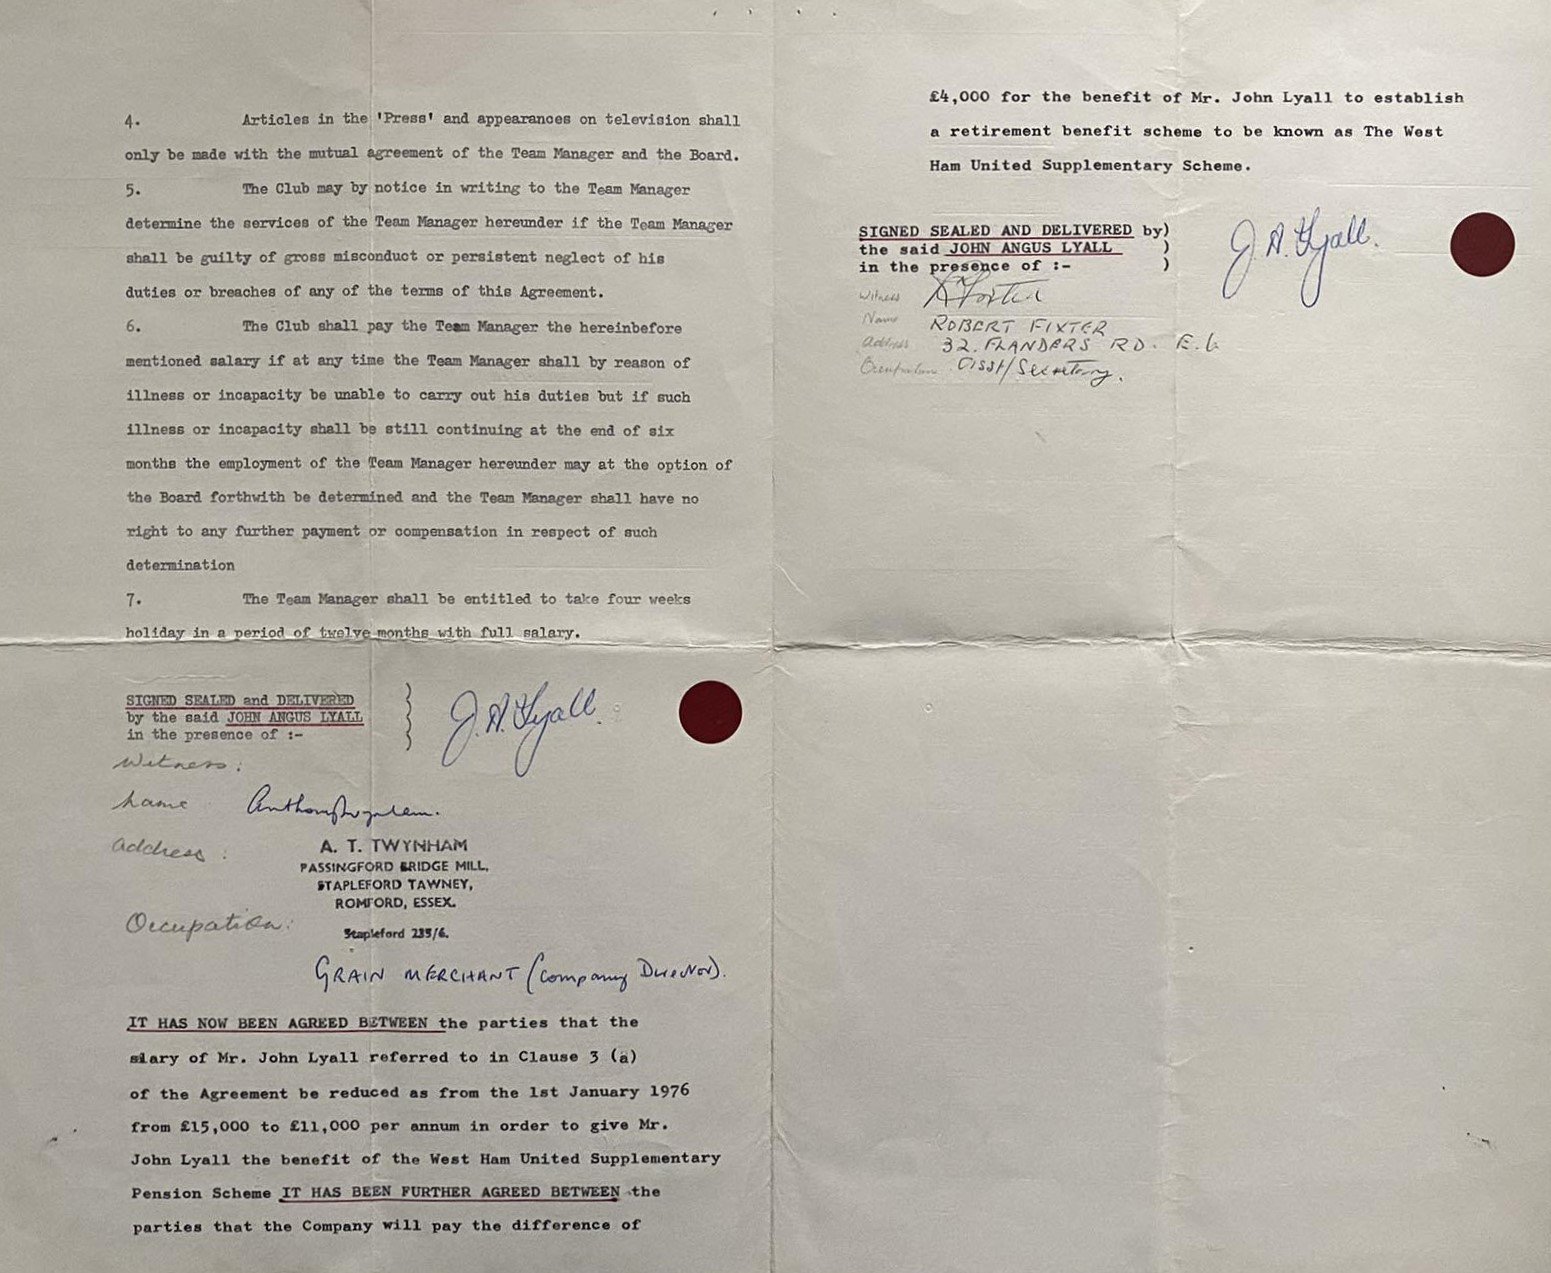 4. Articles in the 'Press' and appearances on television shall
only be made with the mutual agreement of the Team Manager and the Board.
5. The Club may by notice in writing to the Team Manager
determine the services of the Team Manager hereunder if the Team Manager
shall be guilty of gross misconduct or persistent neglect of his
duties or breaches of any of the terms of this Agreement.
6. The Club shall pay the Team Manager the hereinbefore
mentioned salary if at any time the Team Manager shall by reason of
illness or incapacity be unable to carry out his duties but if such
illness or incapacity shall be still continuing at the end of six
months the employment of the Team Manager hereunder may at the option of
the Board forthwith be determined and the Team Manager shall have no
right to any further payment or compensation in respect of such
determination
7. The Team Manager shall be entitled to take four weeks
holiday in a period of twelve months with full salary.
SIGNED SEALED and DELIVERED
by the said JOHN ANGUS LYALL
in the presence of :-
J. A. Lyall.
Witness:
Name Anthony Twynham.
Address:
A. T. TWYNHAM
PASSINGFORD BRIDGE MILL,
STAPLEFORD TAWNEY,
ROMFORD, ESSEX.
Stapleford 235/6.
Occupation:
GRAIN MERCHANT (Company Director).
IT HAS NOW BEEN AGREED BETWEEN the parties that the
slary of Mr. John Lyall referred to in Clause 3 (a)
of the Agreement be reduced as from the 1st January 1976
from £15,000 to £11,000 per annum in order to give Mr.
John Lyall the benefit of the West Ham United Supplementary
Pension Scheme IT HAS BEEN FURTHER AGREED BETWEEN the
parties that the Company will pay the difference of
£4,000 for the benefit of Mr. John Lyall to establish
a retirement benefit scheme to be known as The West
Ham United Supplementary Scheme.
SIGNED SEALED AND DELIVERED by)
the said JOHN ANGUS LYALL )
in the presence of :- )
J. A. Lyall.
Witness
Name ROBERT FIXTER
Address 32. FLANDERS RD. E.6
Occupation Asst/Secretary.